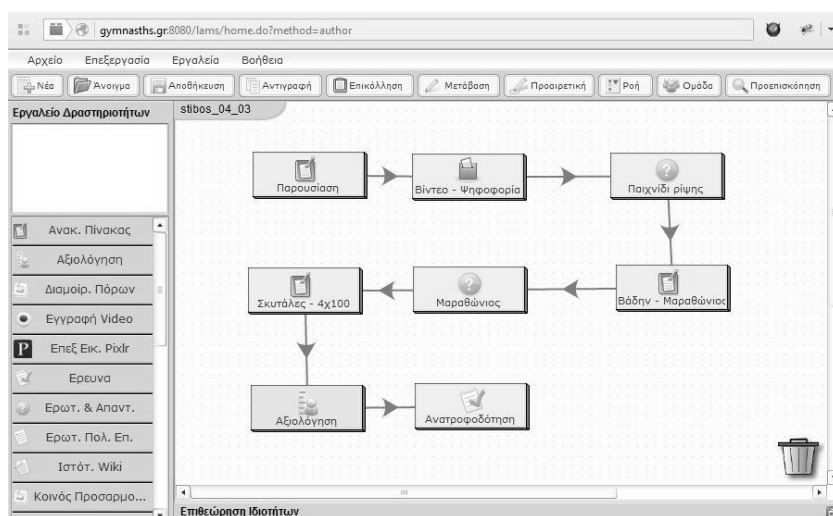 gymnasths.gr:8080/lams/home.do?method=author
Αρχείο Επεξεργασία Εργαλεία Βοήθεια
Νέα Άνοιγμα Αποθήκευση Αντιγραφή Επικόλληση Μετάβαση Προαιρετική Ροή Ομάδα Προεπισκόπηση
Εργαλείο Δραστηριοτήτων
stibos_04_03
Παρουσίαση
Βίντεο - Ψηφοφορία
Παιχνίδι ρίψης
Σκυτάλες - 4χ100
Μαραθώνιος
Βάδην - Μαραθώνιος
Αξιολόγηση
Ανατροφοδότηση
Ανακ. Πίνακας
Αξιολόγηση
Διαμοίρ. Πόρων
Εγγραφή Video
P Επεξ Εικ. Pixlr
Ερευνα
Ερωτ. & Απαντ.
Ερωτ. Πολ. Επ.
Ιστότ. Wiki
Κοινός Προσαρμο...
Επιθεώρηση Ιδιοτήτων